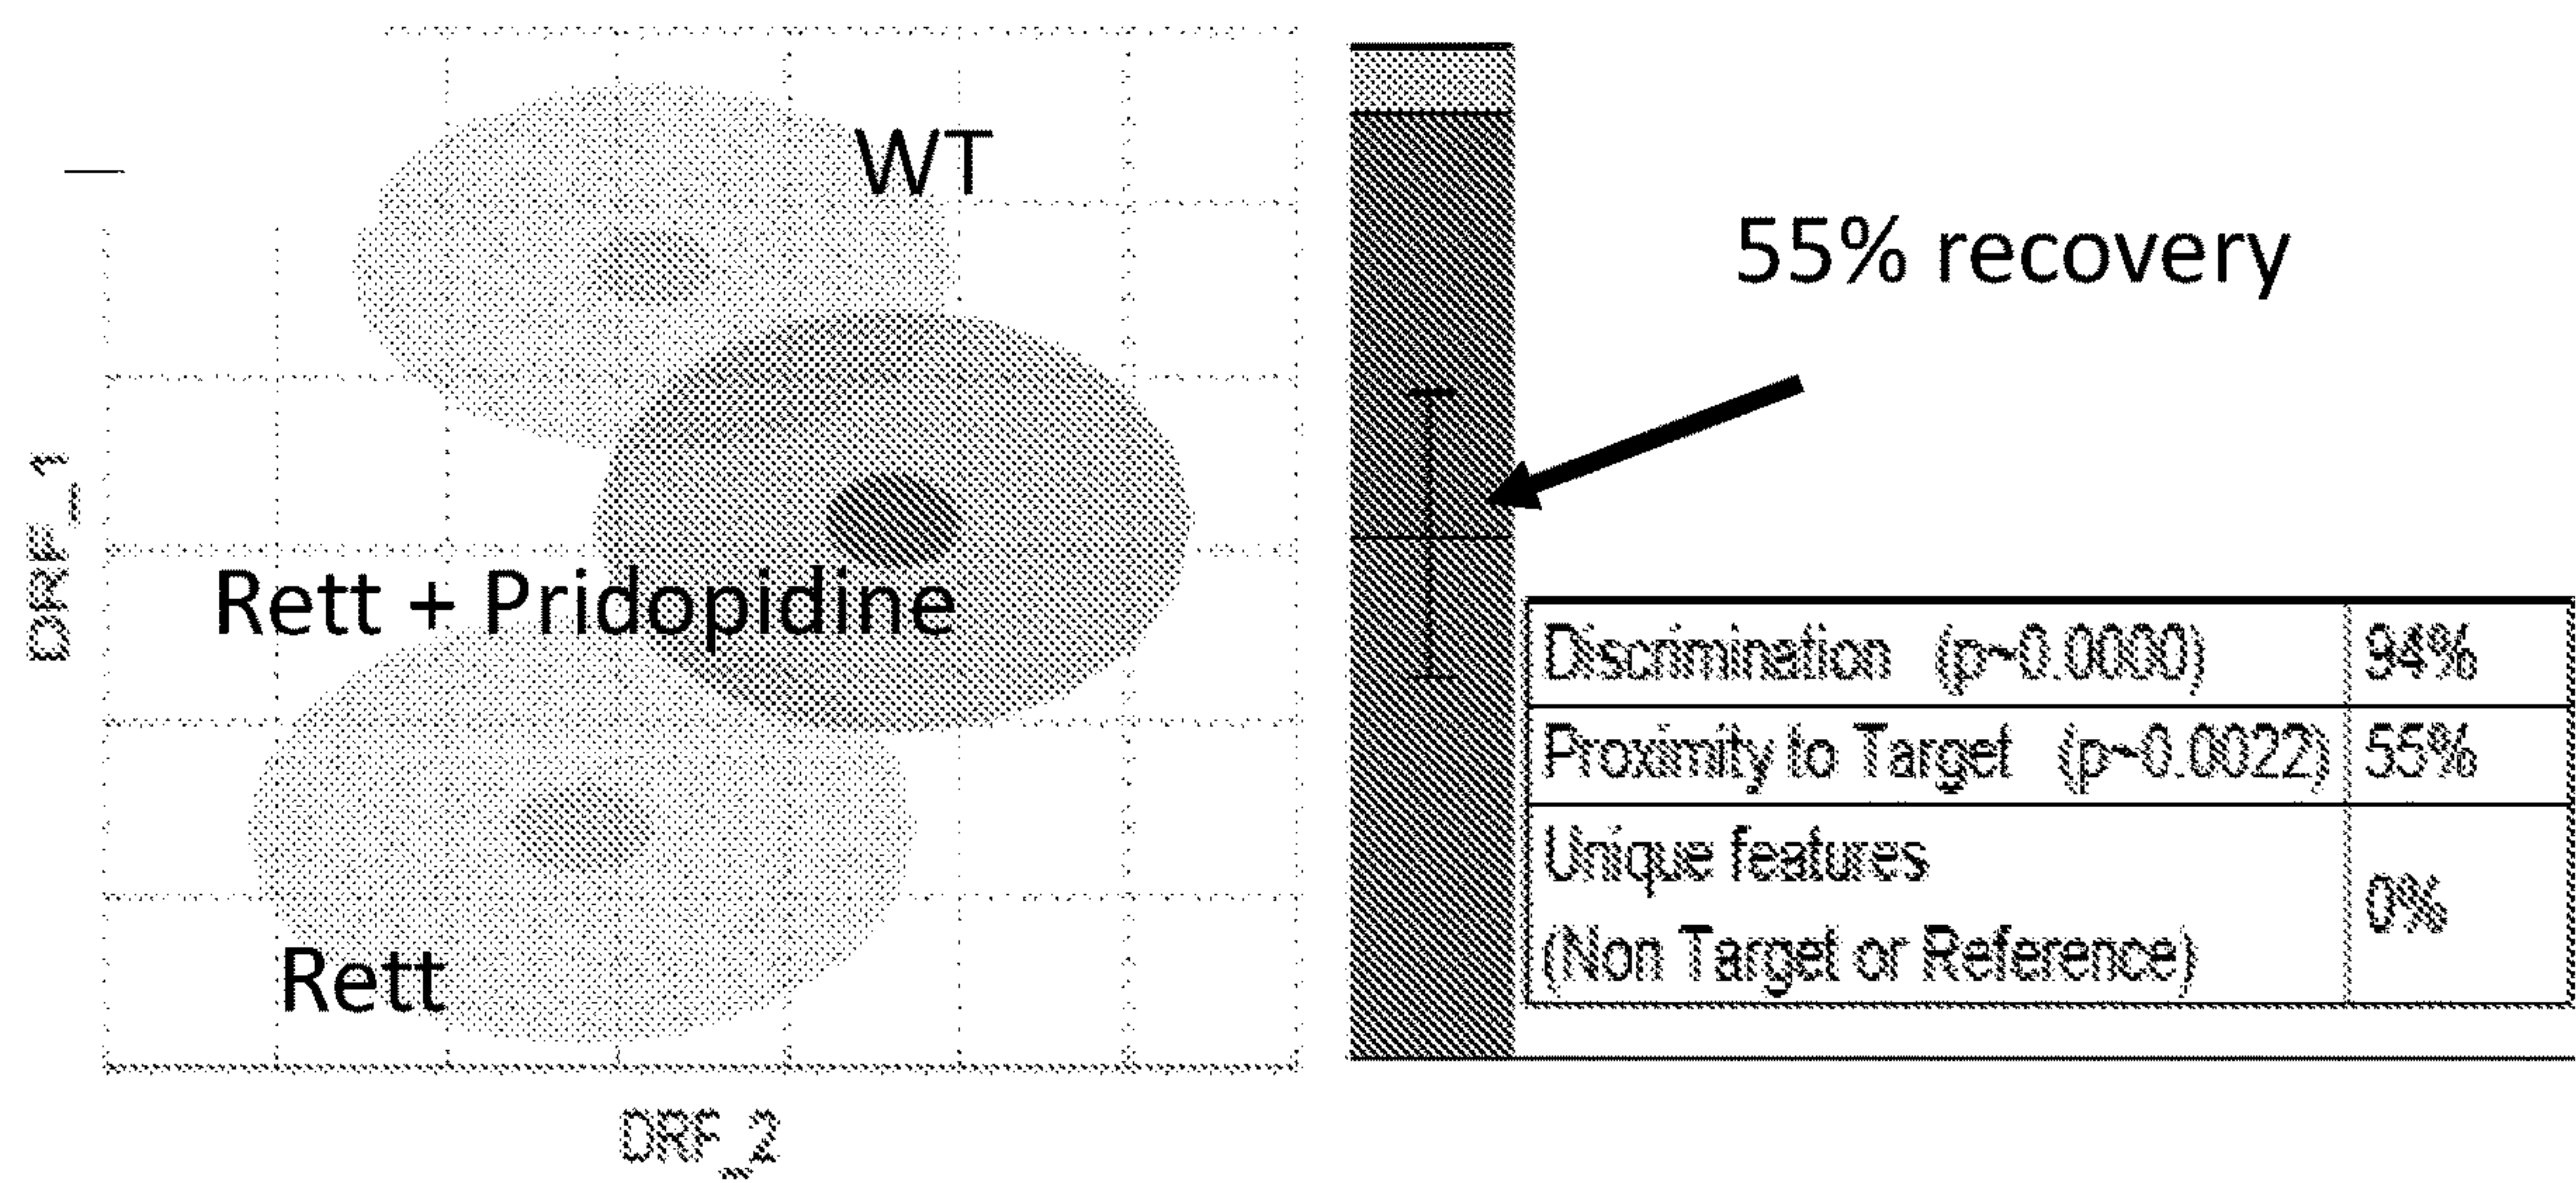 WT
Rett + Pridopidine
Rett
DRF_1
DRF_2
55% recovery
Discrimination (p~0.0000) 94%
Proximity to Target (p~0.0022) 55%
Unique features
(Non Target or Reference) 0%